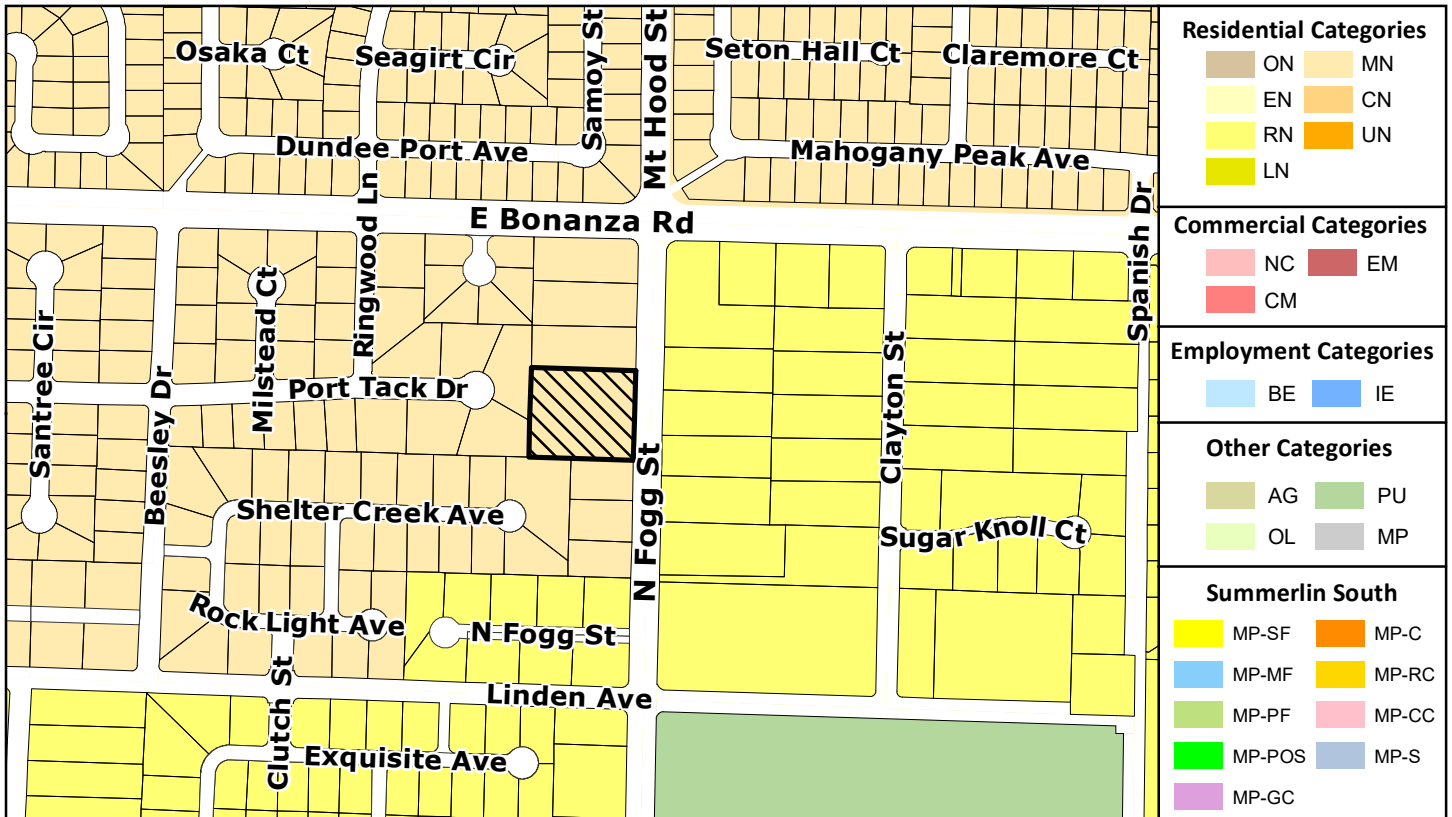 Osaka Ct
Seagirt Cir
Samoy St
Mt Hood St
Seton Hall Ct
Claremore Ct
Dundee Port Ave
Mahogany Peak Ave
Ringwood Ln
E Bonanza Rd
Spanish Dr
Santree Cir
Beesley Dr
Milstead Ct
Port Tack Dr
N Fogg St
Clayton St
Shelter Creek Ave
Sugar Knoll Ct
Rock Light Ave
N Fogg St
Clutch St
Linden Ave
Exquisite Ave
Residential Categories
ON MN
EN CN
RN UN
LN
Commercial Categories
NC EM
CM
Employment Categories
BE IE
Other Categories
AG PU
OL MP
Summerlin South
MP-SF MP-C
MP-MF MP-RC
MP-PF MP-CC
MP-POS MP-S
MP-GC